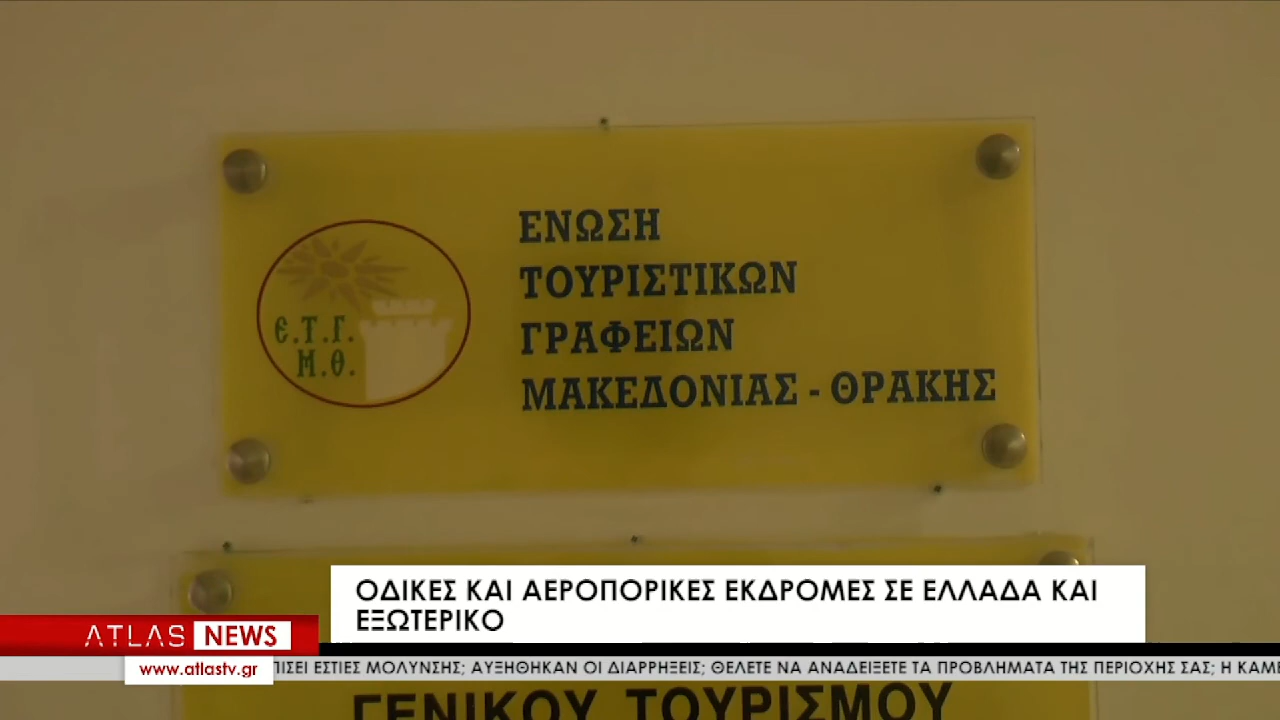 ΕΝΩΣΗ
ΤΟΥΡΙΣΤΙΚΩΝ
ΓΡΑΦΕΙΩΝ
ΜΑΚΕΔΟΝΙΑΣ - ΘΡΑΚΗΣ
Є.Τ.Γ.
Μ.Θ.
ΟΔΙΚΕΣ ΚΑΙ ΑΕΡΟΠΟΡΙΚΕΣ ΕΚΔΡΟΜΕΣ ΣΕ ΕΛΛΑΔΑ ΚΑΙ
ΕΞΩΤΕΡΙΚΟ
ATLAS NEWS
www.atlastv.gr
ΕΣΤΙΕΣ ΜΟΛΥΝΣΗΣ; ΑΥΞΗΘΗΚΑΝ ΟΙ ΔΙΑΡΡΗΞΕΙΣ; ΘΕΛΕΤΕ ΝΑ ΑΝΑΔΕΙΞΕΤΕ ΤΑ ΠΡΟΒΛΗΜΑΤΑ ΤΗΣ ΠΕΡΙΟΧΗΣ ΣΑΣ; Η
ΓΕΝΙΚΟΥ ΤΟΥΡΙΣΜΟΥ